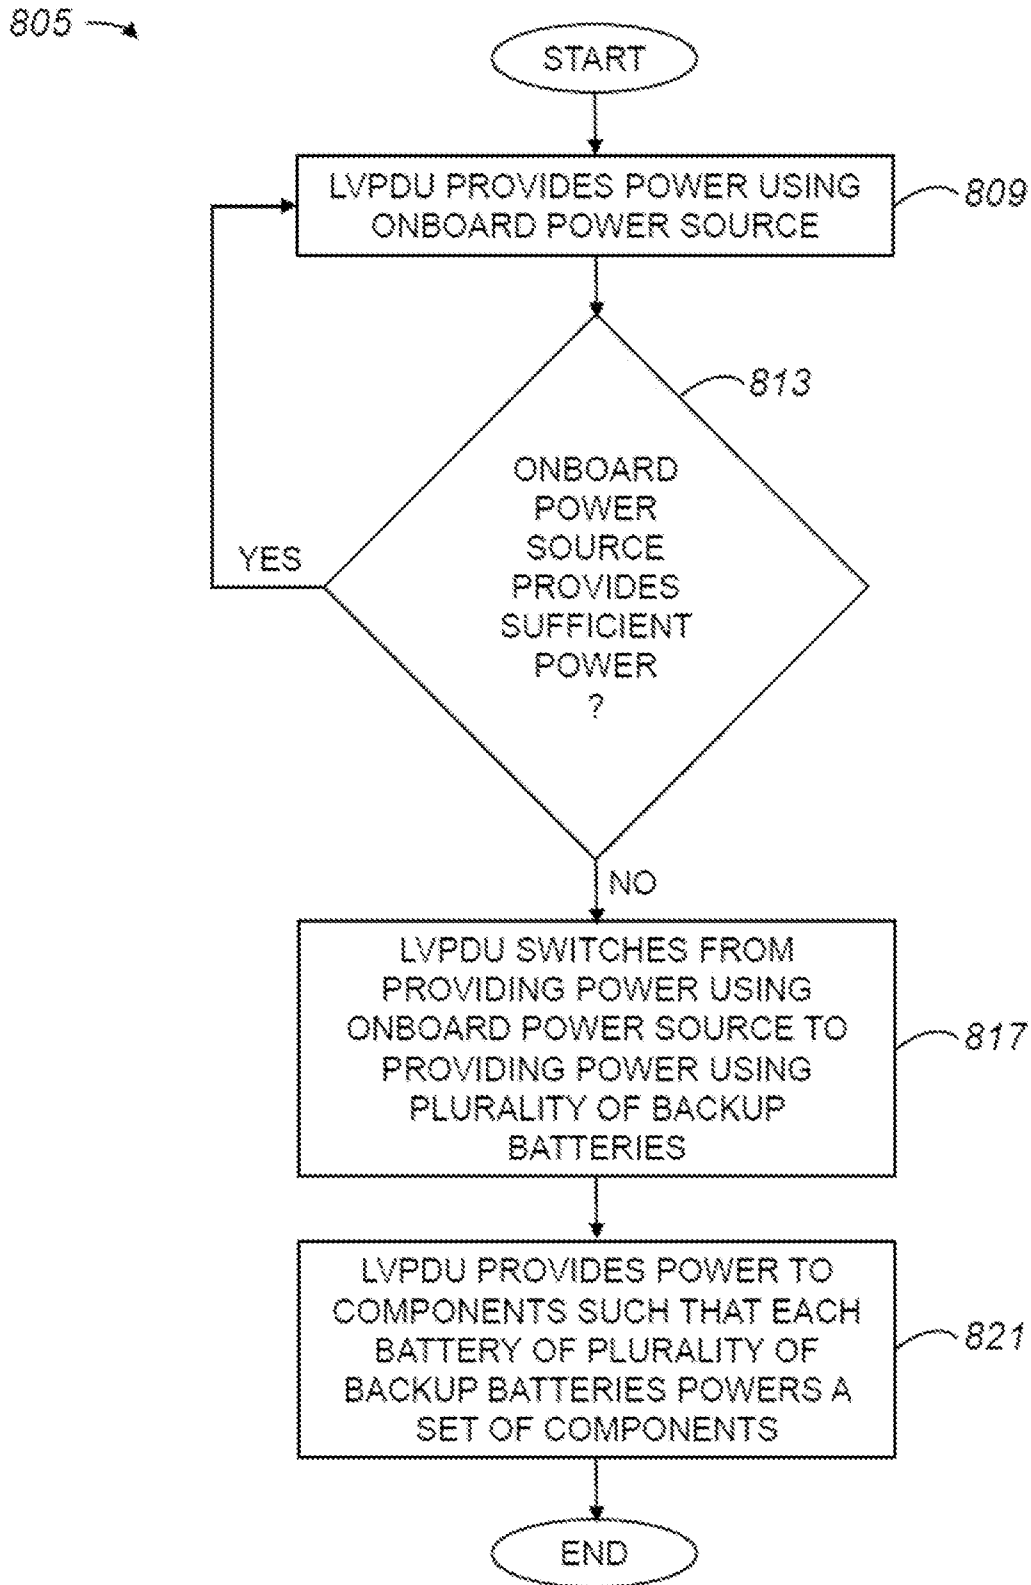 805
START
LVPDU PROVIDES POWER USING
ONBOARD POWER SOURCE
809
813
ONBOARD
POWER
SOURCE
PROVIDES
SUFFICIENT
POWER
?
YES
NO
LVPDU SWITCHES FROM
PROVIDING POWER USING
ONBOARD POWER SOURCE TO
PROVIDING POWER USING
PLURALITY OF BACKUP
BATTERIES
817
LVPDU PROVIDES POWER TO
COMPONENTS SUCH THAT EACH
BATTERY OF PLURALITY OF
BACKUP BATTERIES POWERS A
SET OF COMPONENTS
821
END